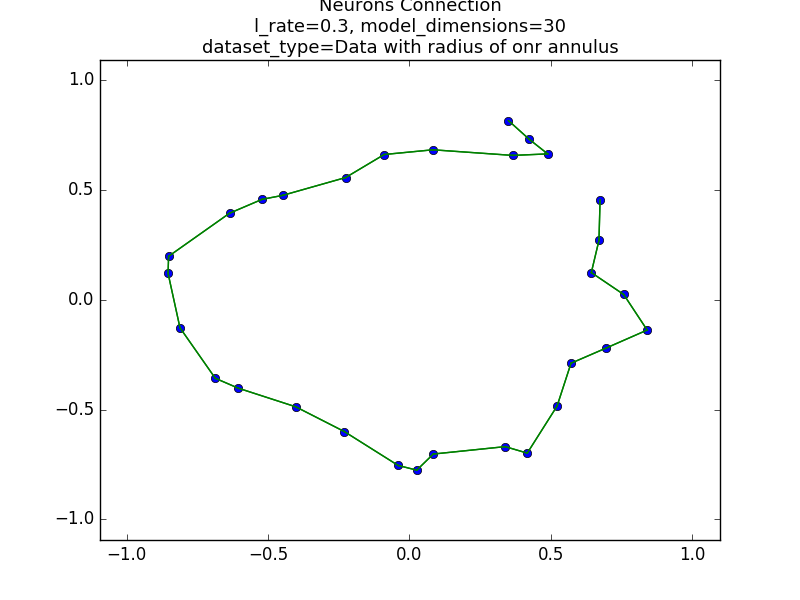 Neurons Connection
l_rate=0.3, model_dimensions=30
dataset_type=Data with radius of onr annulus
1.0
0.5
0.0
−0.5
−1.0
−1.0 −0.5 0.0 0.5 1.0